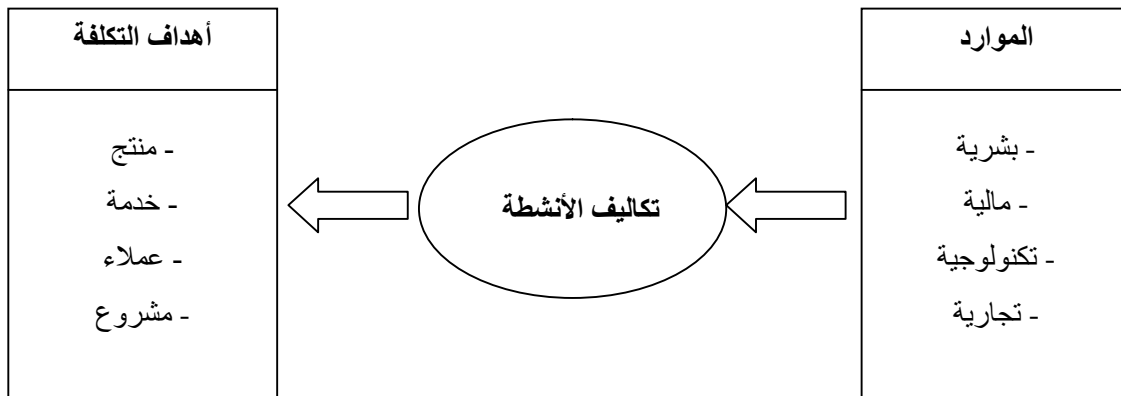 الموارد
- بشرية
- مالية
- تكنولوجية
- تجارية
تكاليف الأنشطة
أهداف التكلفة
- منتج
- خدمة
- عملاء
- مشروع